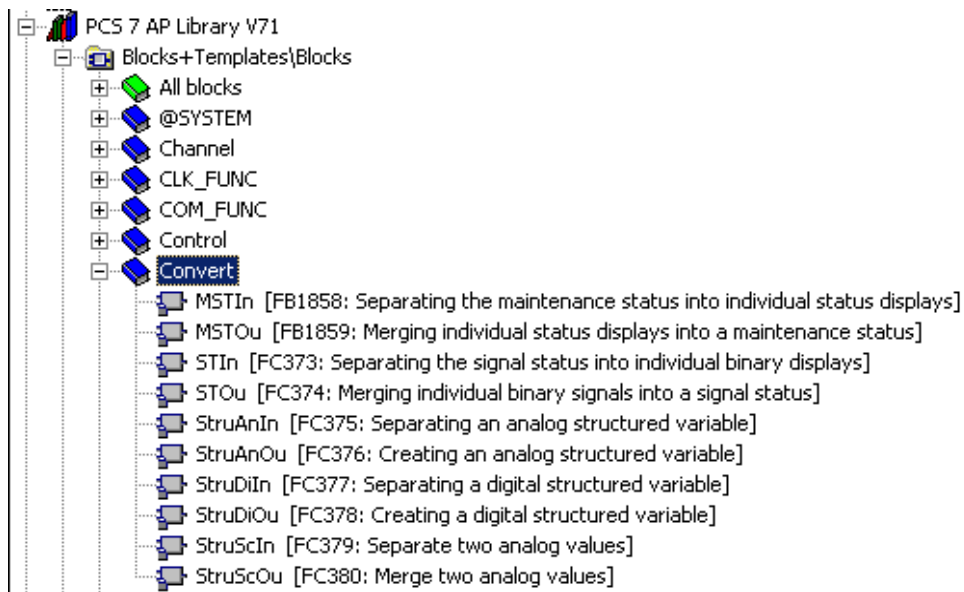 PCS 7 AP Library V71
Blocks+Templates\Blocks
All blocks
@SYSTEM
Channel
CLK_FUNC
COM_FUNC
Control
Convert
MSTIn [FB1858: Separating the maintenance status into individual status displays]
MSTOu [FB1859: Merging individual status displays into a maintenance status]
STIn [FC373: Separating the signal status into individual binary displays]
STOu [FC374: Merging individual binary signals into a signal status]
StruAnIn [FC375: Separating an analog structured variable]
StruAnOu [FC376: Creating an analog structured variable]
StruDiIn [FC377: Separating a digital structured variable]
StruDiOu [FC378: Creating a digital structured variable]
StruScIn [FC379: Separate two analog values]
StruScOu [FC380: Merge two analog values]